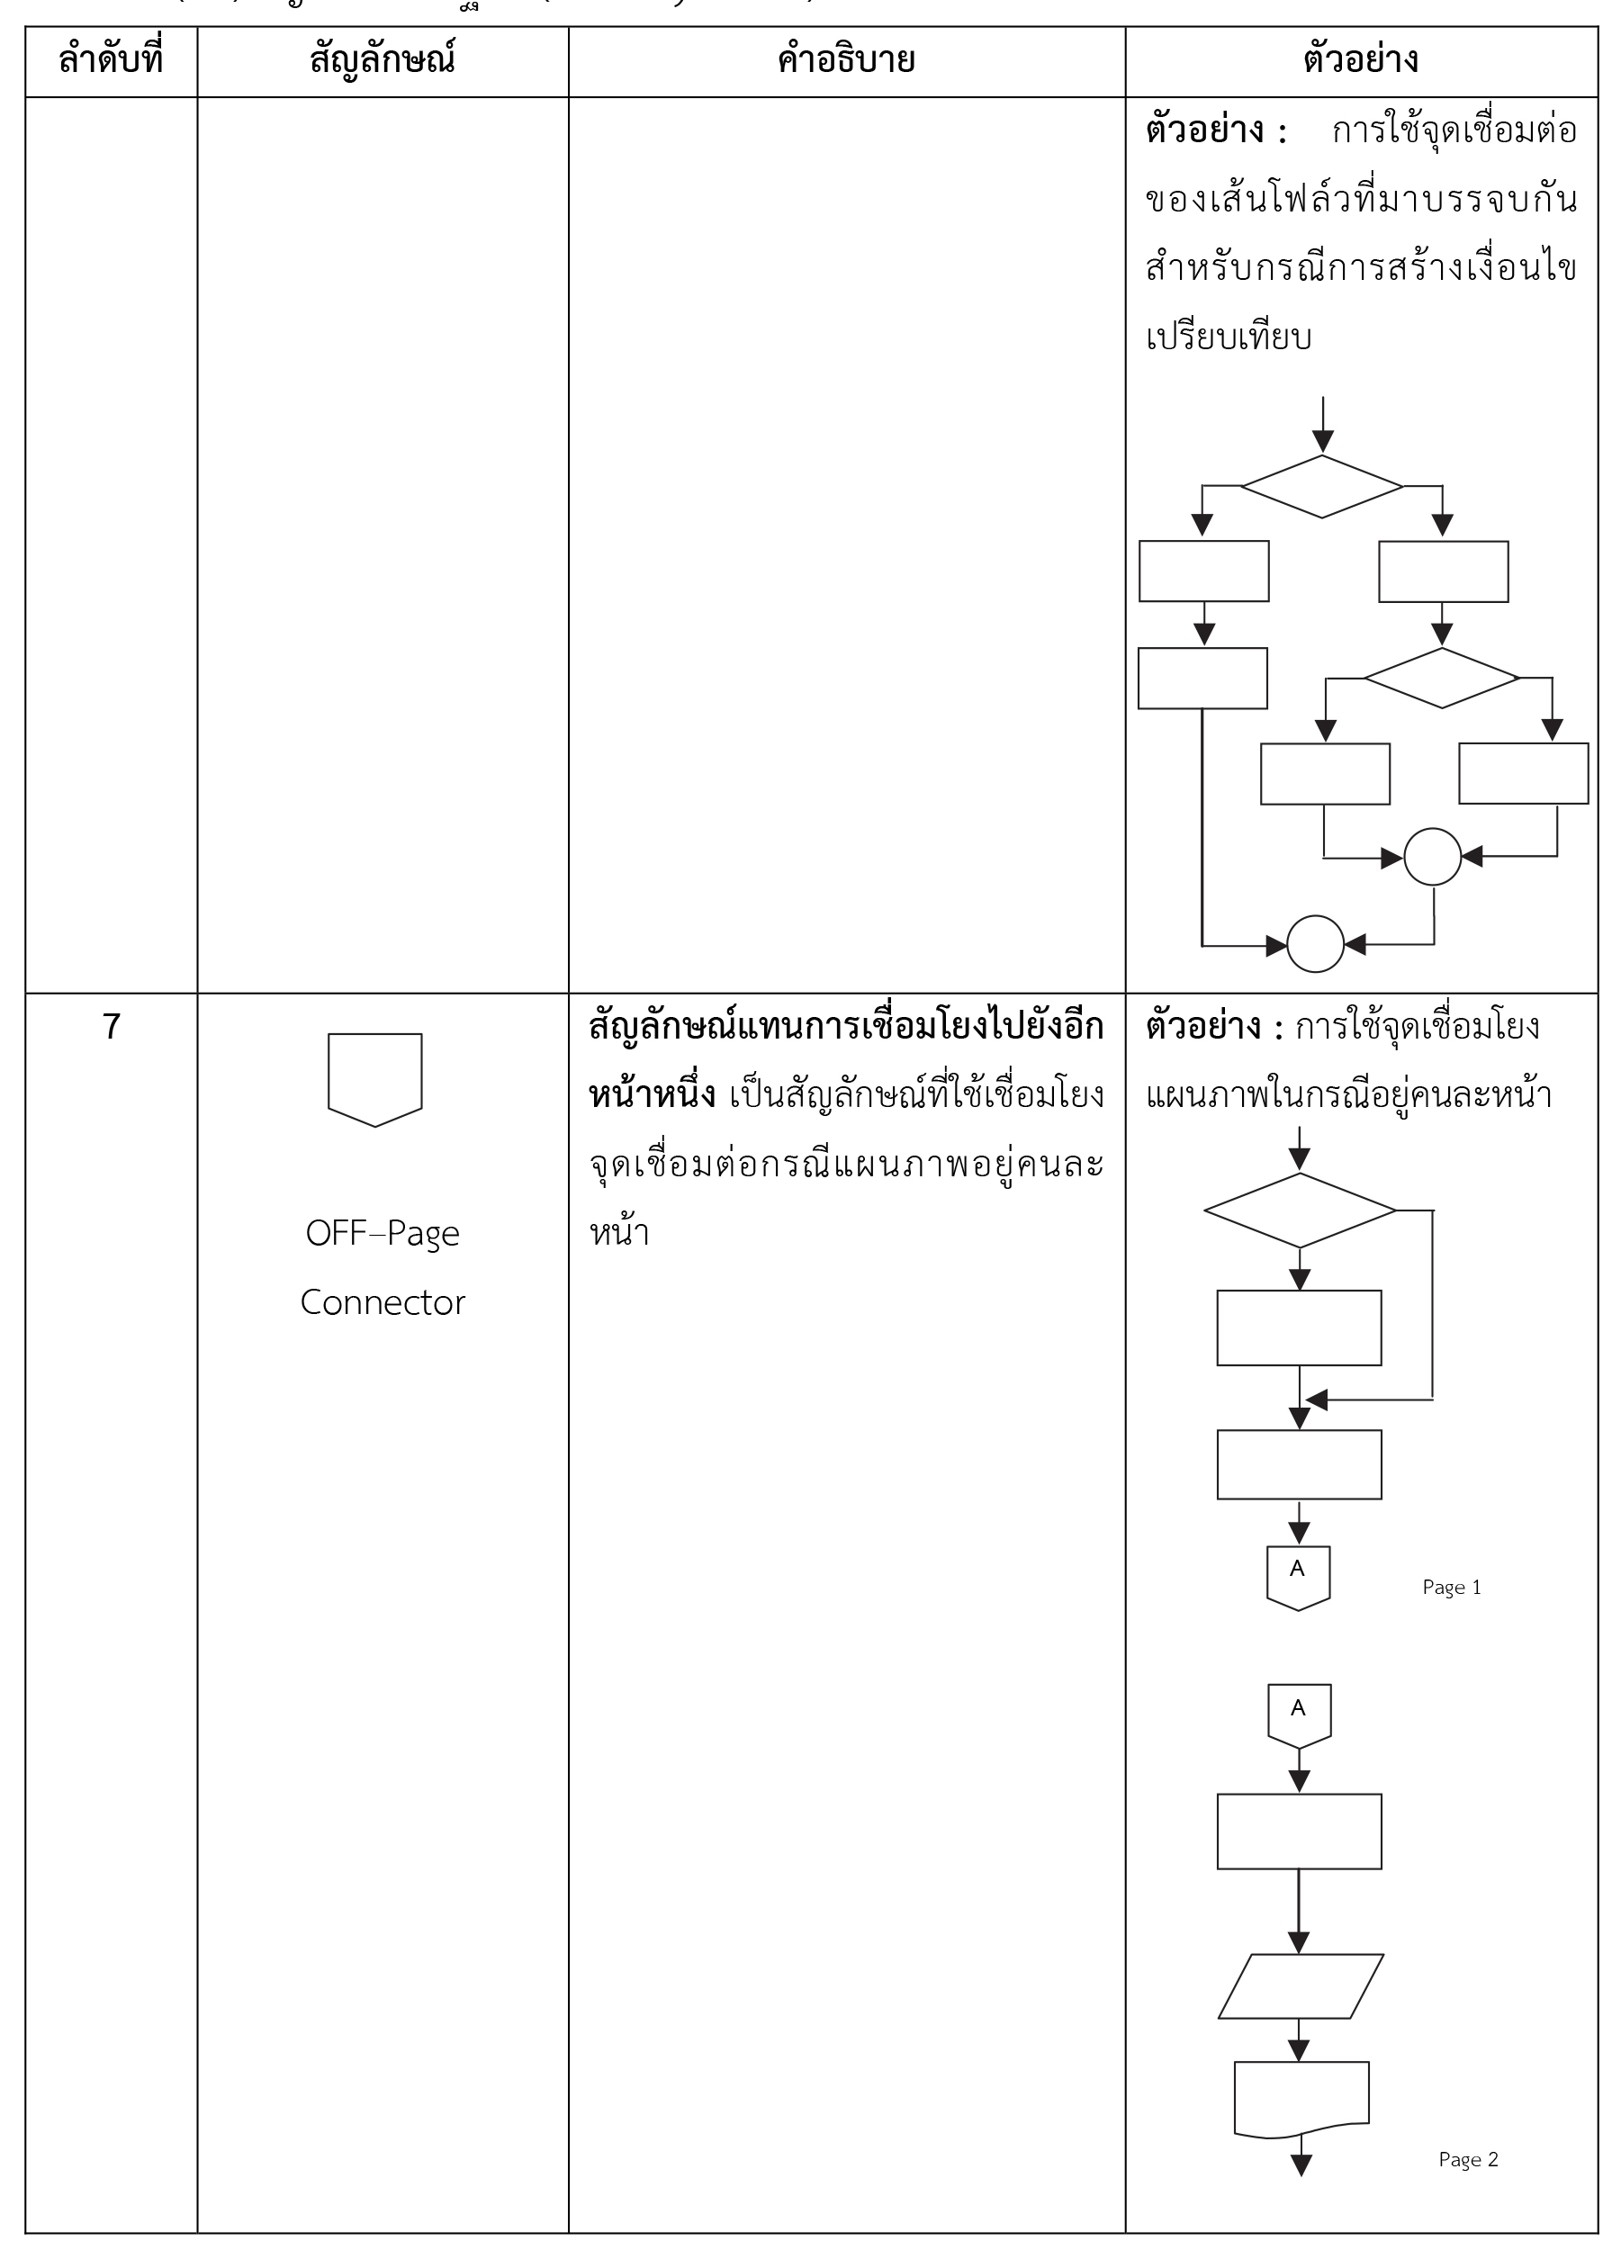 ลำดับที่ สัญลักษณ์ คำอธิบาย ตัวอย่าง
ตัวอย่าง : การใช้จุดเชื่อมต่อ
ของเส้นโฟล์วที่มาบรรจบกัน
สำหรับกรณีการสร้างเงื่อนไข
เปรียบเทียบ
7
OFF–Page
Connector
สัญลักษณ์แทนการเชื่อมโยงไปยังอีก
หน้าหนึ่ง เป็นสัญลักษณ์ที่ใช้เชื่อมโยง
จุดเชื่อมต่อกรณีแผนภาพอยู่คนละ
หน้า
ตัวอย่าง : การใช้จุดเชื่อมโยง
แผนภาพในกรณีอยู่คนละหน้า
A
Page 1
A
Page 2